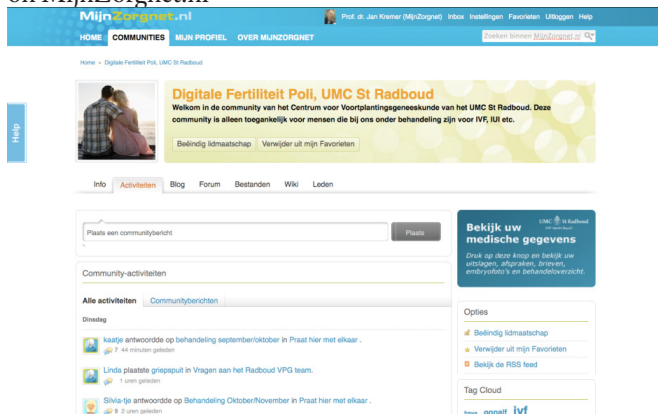 on MijnZorgnet.nl
MijnZorgnet.nl
Prof. dr. Jan Kremer (MijnZorgnet) Inbox Instellingen Favorieten Uitloggen Help
HOME COMMUNITIES MIJN PROFIEL OVER MIJNZORGNET
Zoeken binnen MijnZorgnet.nl
Home » Digitale Fertiliteit Poli, UMC St Radboud
Digitale Fertiliteit Poli, UMC St Radboud
Welkom in de community van het Centrum voor Voortplantingsgeneeskunde van het UMC St Radboud. Deze
community is alleen toegankelijk voor mensen die bij ons onder behandeling zijn voor IVF, IUI etc.
Beëindig lidmaatschap Verwijder uit mijn Favorieten
Help
Info Activiteiten Blog Forum Bestanden Wiki Leden
Plaats een communitybericht
Plaats
Bekijk uw
medische gegevens
UMC St Radboud
Druk op deze knop en bekijk uw
uitslagen, afspraken, brieven,
embryofoto's en behandeloverzicht.
Community-activiteiten
Alle activiteiten Communityberichten
Dinsdag
kaatje antwoordde op behandeling september/oktober in Praat hier met elkaar .
7 44 minuten geleden
Linda plaatste griepspuit in Vragen aan het Radboud VPG team.
1 uren geleden
Silvia-tje antwoordde op Behandeling Oktober/November in Praat hier met elkaar .
8 2 uren geleden
Opties
Beëindig lidmaatschap
Verwijder uit mijn Favorieten
Bekijk de RSS feed
Tag Cloud
ivf